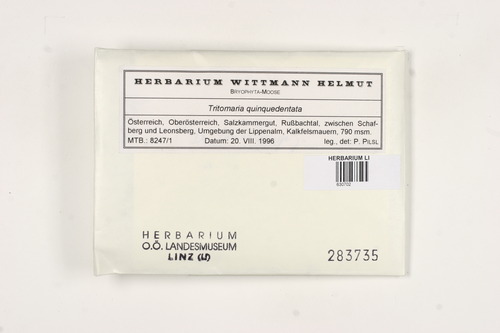 HERBARIUM WITTMANN HELMUT
BRYOPHYTA-MOOSE
Tritomaria quinquedentata
Österreich, Oberösterreich, Salzkammergut, Rußbachtal, zwischen Schaf-
berg und Leonsberg, Umgebung der Lippenalm, Kalkfelsmauern, 790 msm.
MTB.: 8247/1 Datum: 20. VIII. 1996 leg., det: P. PILSL
HERBARIUM LI
600702
HERBARIUM
O.Ö. LANDESMUSEUM
LINZ (LI)
283735